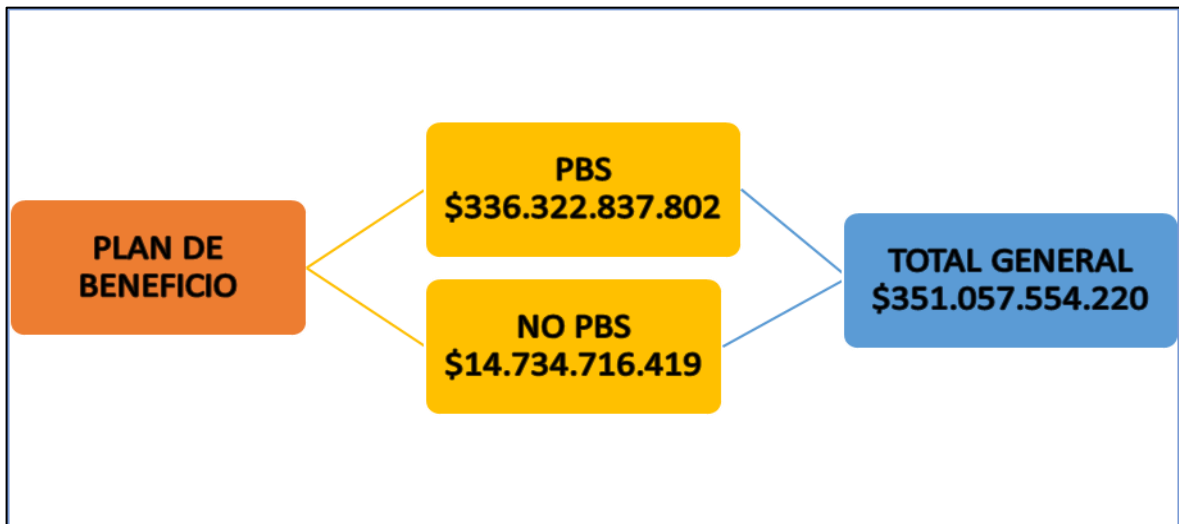 PLAN DE
BENEFICIO
PBS
$336.322.837.802
NO PBS
$14.734.716.419
TOTAL GENERAL
$351.057.554.220